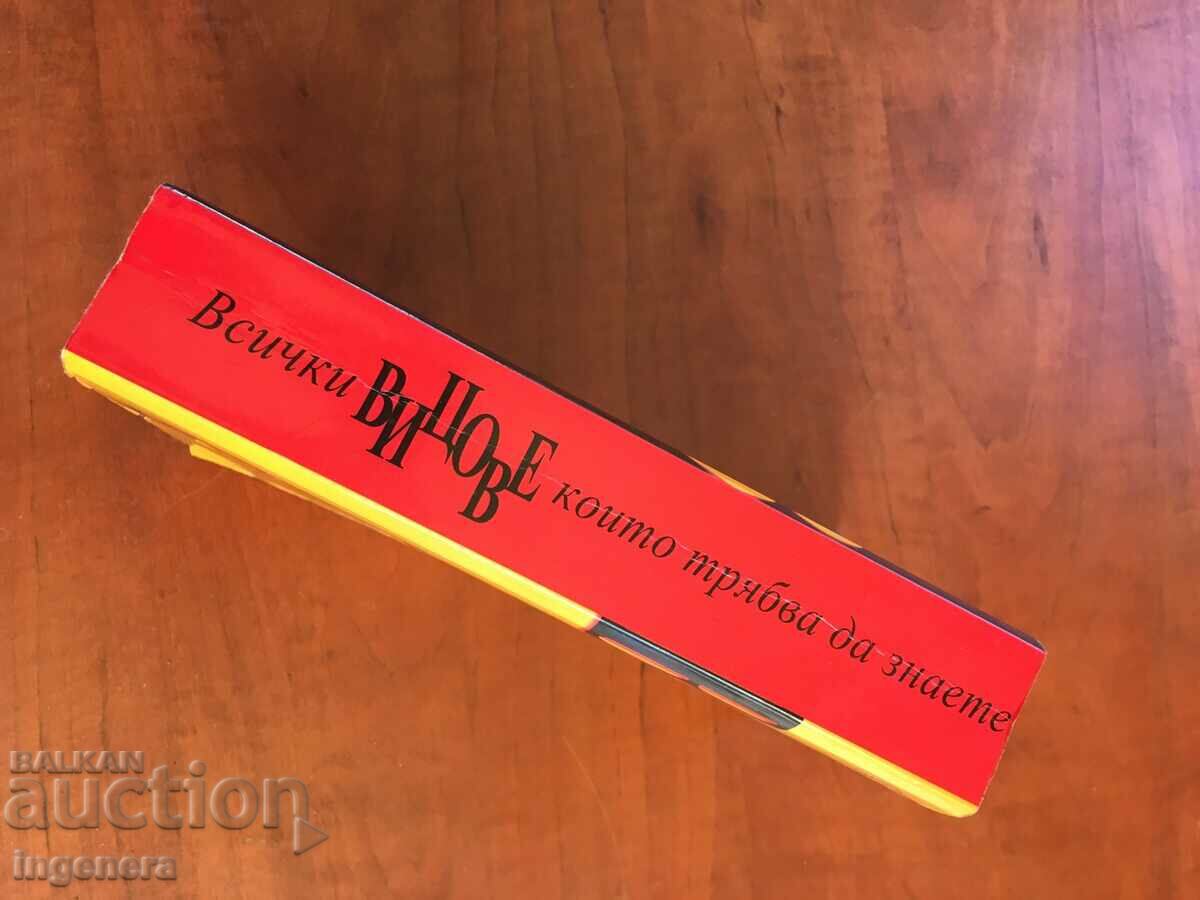 Всички ВИЦОВЕ които трябва да знаете
BALKAN
auction
ingenera